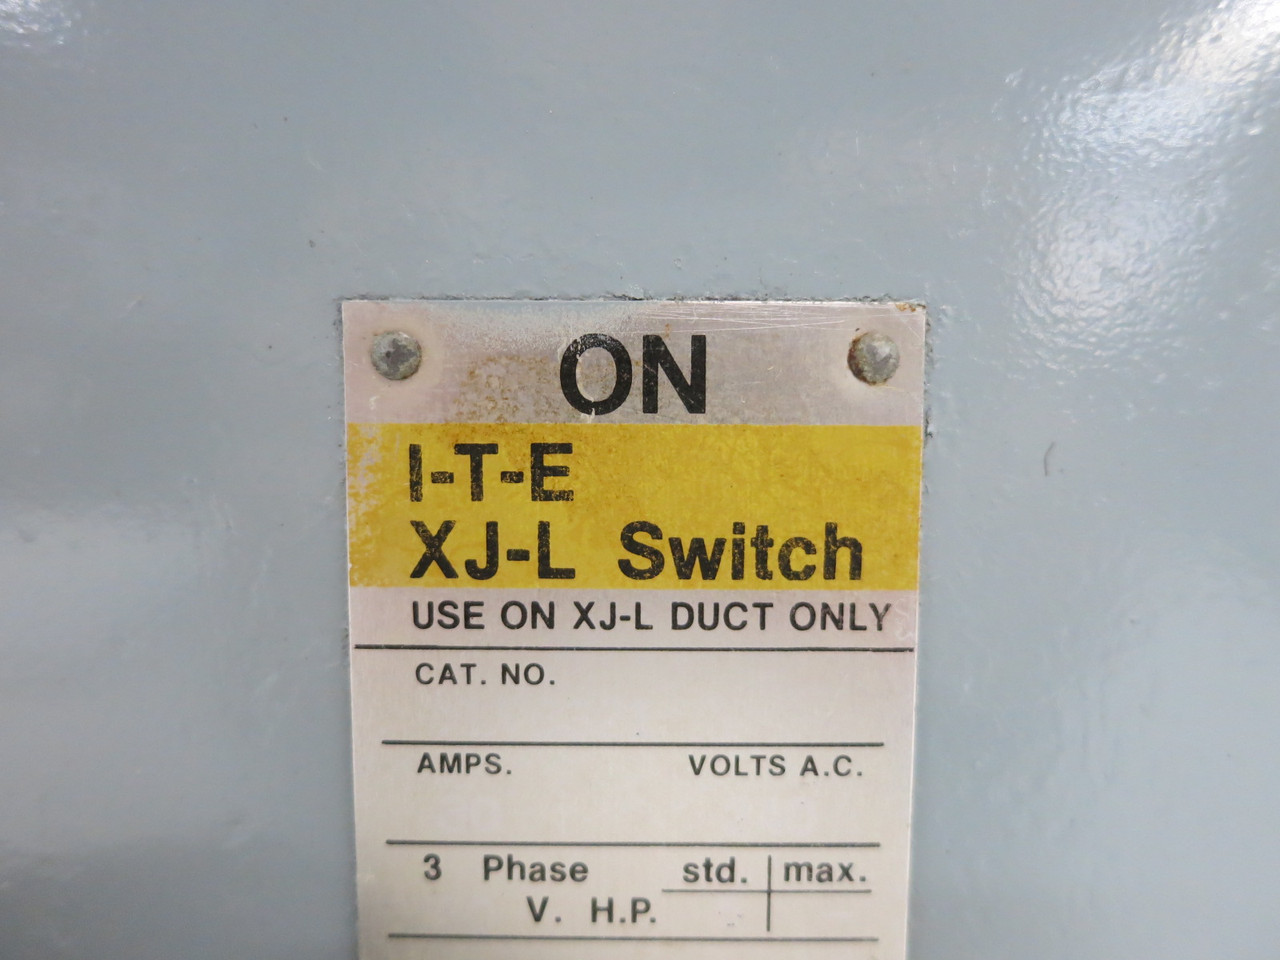 ON
I-T-E
XJ-L Switch
USE ON XJ-L DUCT ONLY
CAT. NO.
AMPS. VOLTS A.C.
3 Phase std. max.
V. H.P.